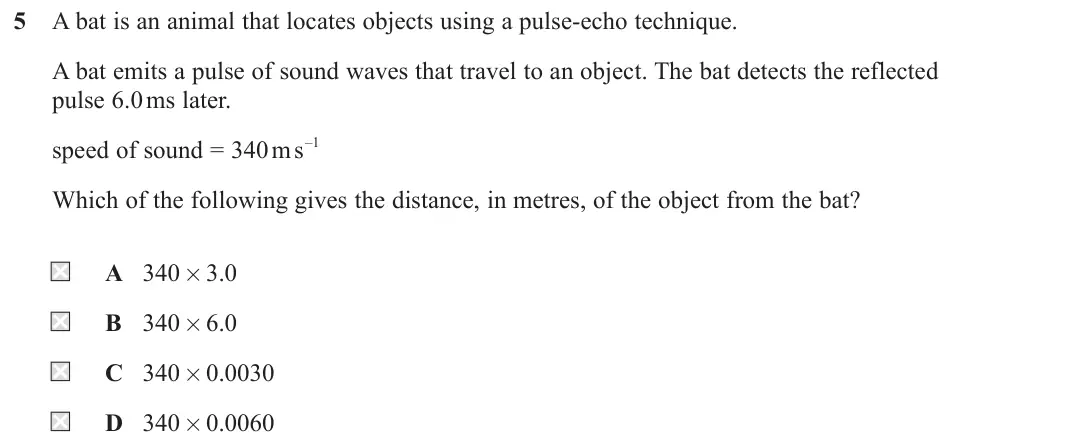 5 A bat is an animal that locates objects using a pulse-echo technique.
A bat emits a pulse of sound waves that travel to an object. The bat detects the reflected
pulse 6.0 ms later.
speed of sound = 340 m s⁻¹
Which of the following gives the distance, in metres, of the object from the bat?
A 340 × 3.0
B 340 × 6.0
C 340 × 0.0030
D 340 × 0.0060